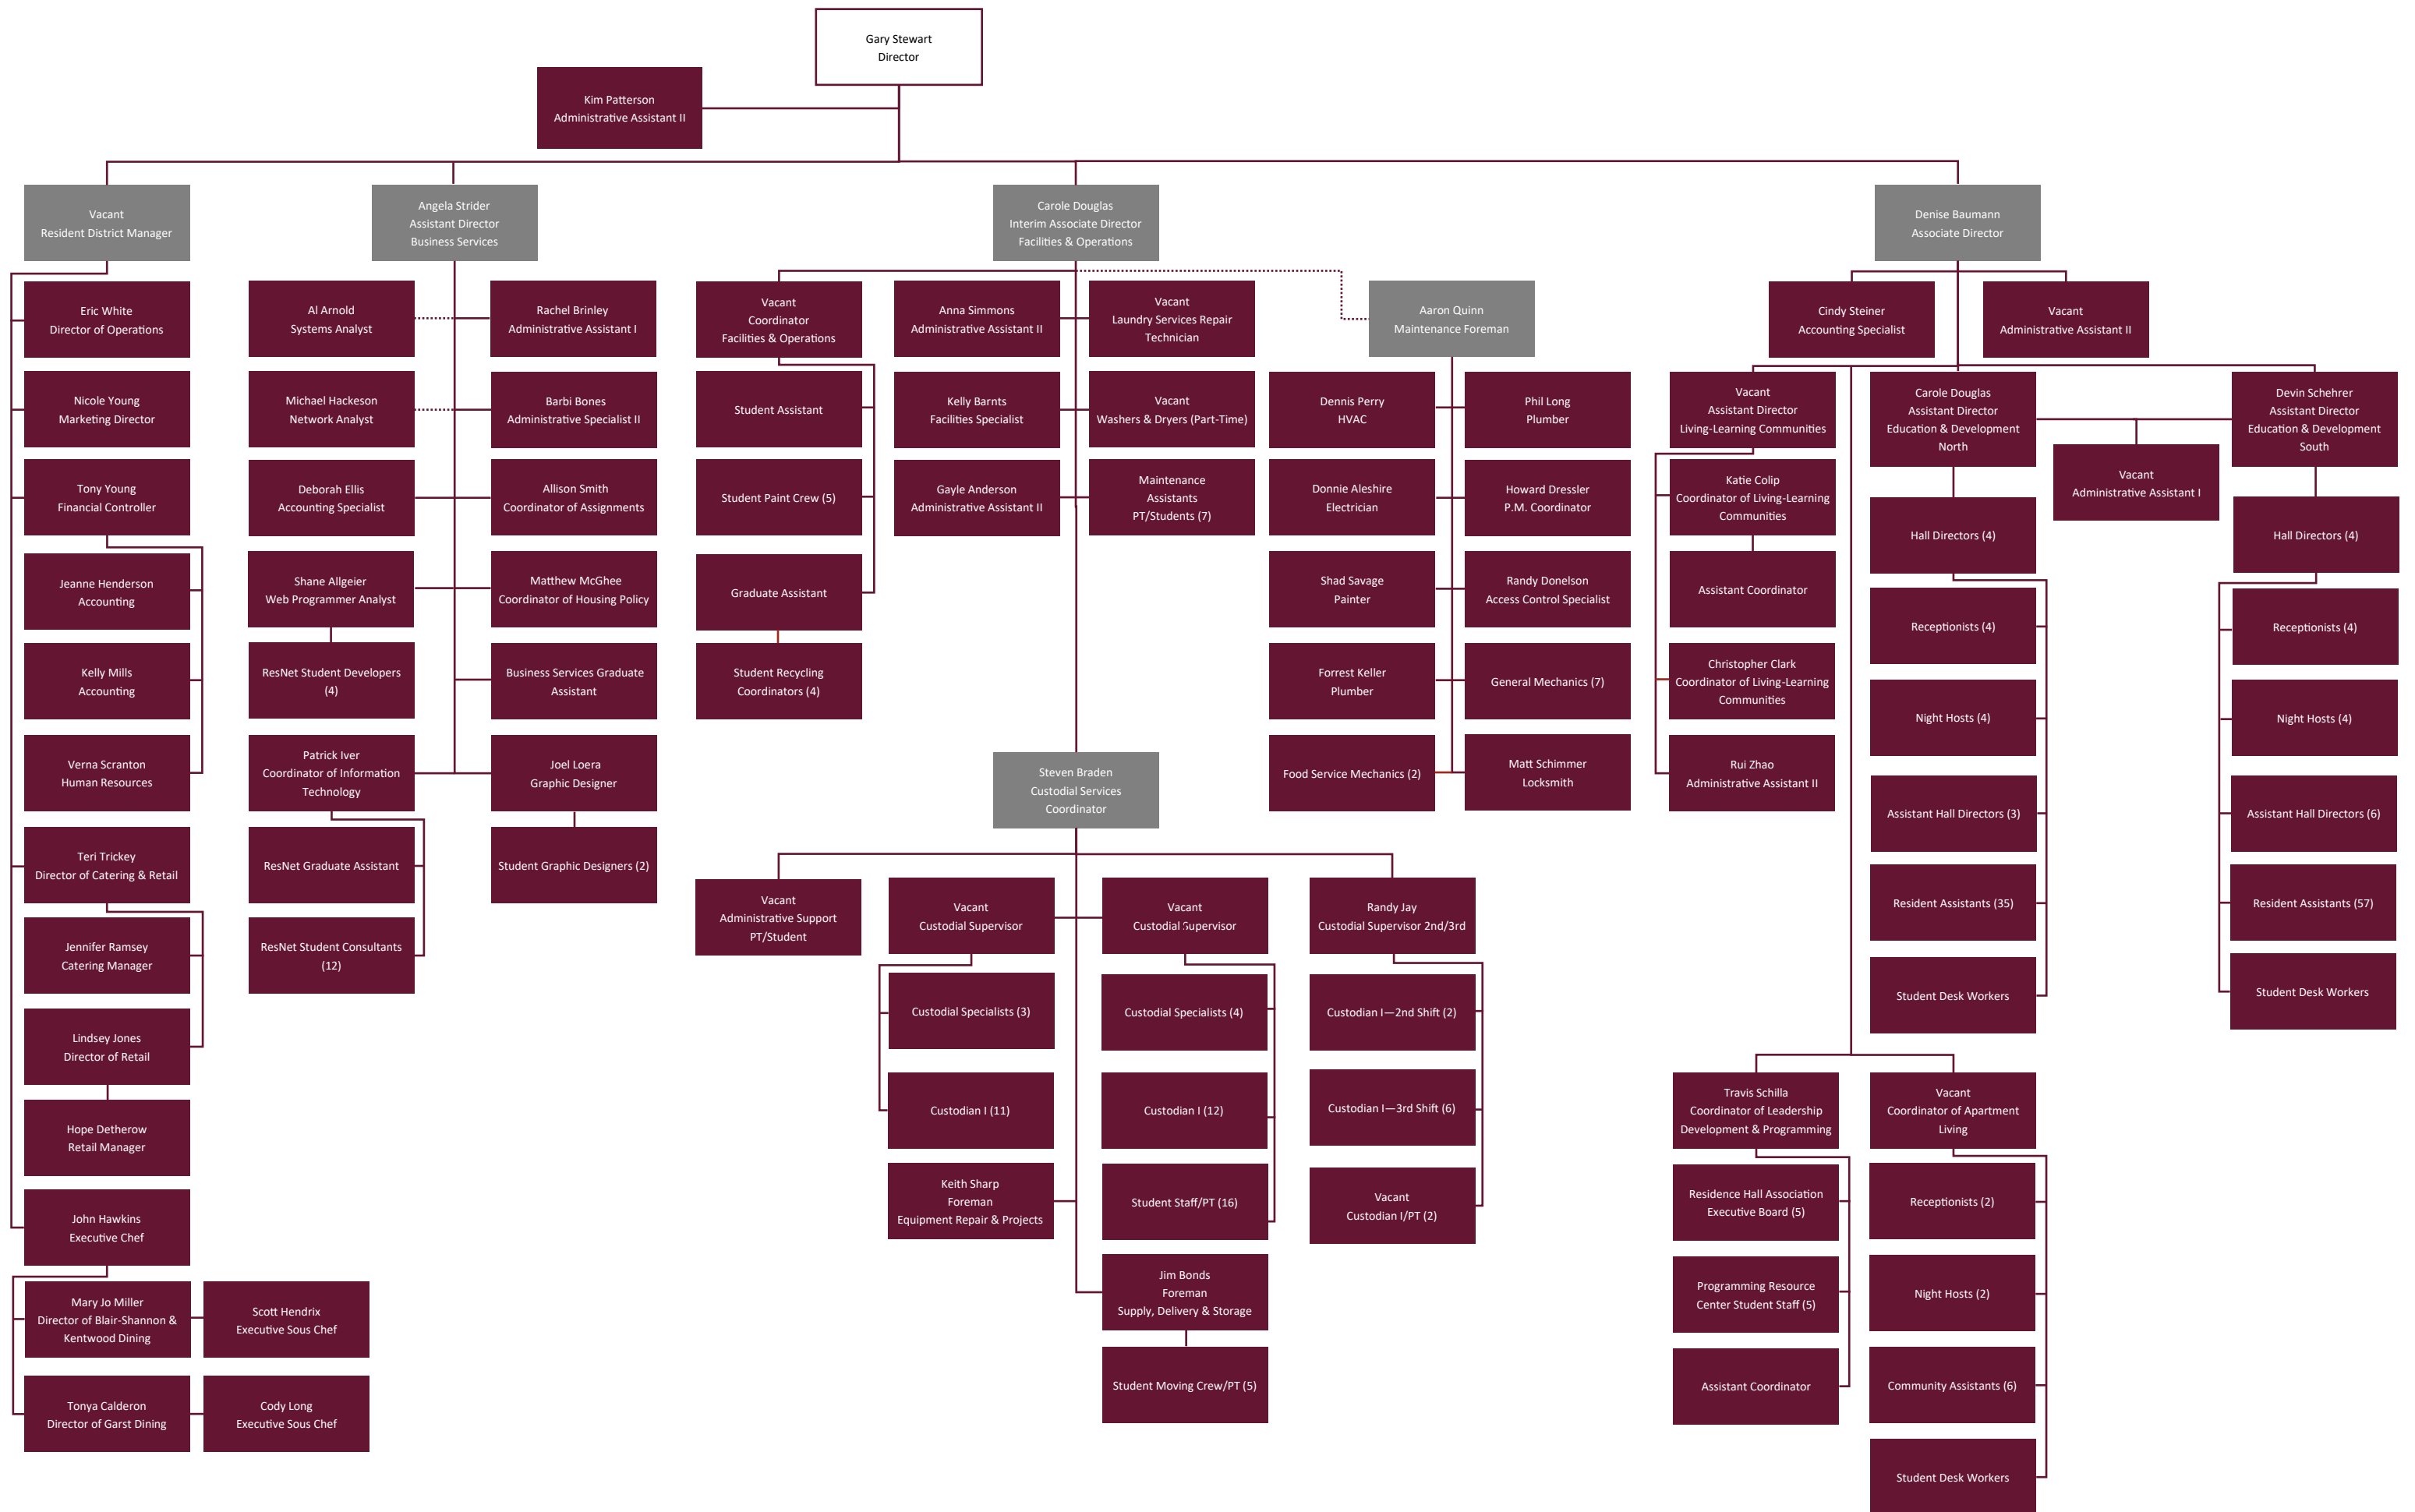 Gary Stewart
Director
Kim Patterson
Administrative Assistant II
Vacant
Resident District Manager
Eric White
Director of Operations
Nicole Young
Marketing Director
Tony Young
Financial Controller
Jeanne Henderson
Accounting
Kelly Mills
Accounting
Verna Scranton
Human Resources
Teri Trickey
Director of Catering & Retail
Jennifer Ramsey
Catering Manager
Lindsey Jones
Director of Retail
Hope Detherow
Retail Manager
John Hawkins
Executive Chef
Mary Jo Miller
Director of Blair-Shannon &
Kentwood Dining
Scott Hendrix
Executive Sous Chef
Tonya Calderon
Director of Garst Dining
Cody Long
Executive Sous Chef
Angela Strider
Assistant Director
Business Services
Al Arnold
Systems Analyst
Rachel Brinley
Administrative Assistant I
Michael Hackeson
Network Analyst
Barbi Bones
Administrative Specialist II
Deborah Ellis
Accounting Specialist
Allison Smith
Coordinator of Assignments
Shane Allgeier
Web Programmer Analyst
Matthew McGhee
Coordinator of Housing Policy
ResNet Student Developers
(4)
Business Services Graduate
Assistant
Patrick Iver
Coordinator of Information
Technology
Joel Loera
Graphic Designer
ResNet Graduate Assistant
Student Graphic Designers (2)
ResNet Student Consultants
(12)
Carole Douglas
Interim Associate Director
Facilities & Operations
Vacant
Coordinator
Facilities & Operations
Student Assistant
Student Paint Crew (5)
Graduate Assistant
Student Recycling
Coordinators (4)
Anna Simmons
Administrative Assistant II
Vacant
Laundry Services Repair
Technician
Kelly Barnts
Facilities Specialist
Vacant
Washers & Dryers (Part-Time)
Gayle Anderson
Administrative Assistant II
Maintenance
Assistants
PT/Students (7)
Aaron Quinn
Maintenance Foreman
Dennis Perry
HVAC
Phil Long
Plumber
Donnie Aleshire
Electrician
Howard Dressler
P.M. Coordinator
Shad Savage
Painter
Randy Donelson
Access Control Specialist
Forrest Keller
Plumber
General Mechanics (7)
Food Service Mechanics (2)
Matt Schimmer
Locksmith
Steven Braden
Custodial Services
Coordinator
Vacant
Administrative Support
PT/Student
Vacant
Custodial Supervisor
Custodial Specialists (3)
Custodian I (11)
Keith Sharp
Foreman
Equipment Repair & Projects
Vacant
Custodial Supervisor
Custodial Specialists (4)
Custodian I (12)
Student Staff/PT (16)
Jim Bonds
Foreman
Supply, Delivery & Storage
Student Moving Crew/PT (5)
Randy Jay
Custodial Supervisor 2nd/3rd
Custodian I—2nd Shift (2)
Custodian I—3rd Shift (6)
Vacant
Custodian I/PT (2)
Denise Baumann
Associate Director
Cindy Steiner
Accounting Specialist
Vacant
Administrative Assistant II
Vacant
Assistant Director
Living-Learning Communities
Katie Colip
Coordinator of Living-Learning
Communities
Assistant Coordinator
Christopher Clark
Coordinator of Living-Learning
Communities
Rui Zhao
Administrative Assistant II
Carole Douglas
Assistant Director
Education & Development
North
Hall Directors (4)
Receptionists (4)
Night Hosts (4)
Assistant Hall Directors (3)
Resident Assistants (35)
Student Desk Workers
Vacant
Administrative Assistant I
Devin Schehrer
Assistant Director
Education & Development
South
Hall Directors (4)
Receptionists (4)
Night Hosts (4)
Assistant Hall Directors (6)
Resident Assistants (57)
Student Desk Workers
Travis Schilla
Coordinator of Leadership
Development & Programming
Residence Hall Association
Executive Board (5)
Programming Resource
Center Student Staff (5)
Assistant Coordinator
Vacant
Coordinator of Apartment
Living
Receptionists (2)
Night Hosts (2)
Community Assistants (6)
Student Desk Workers